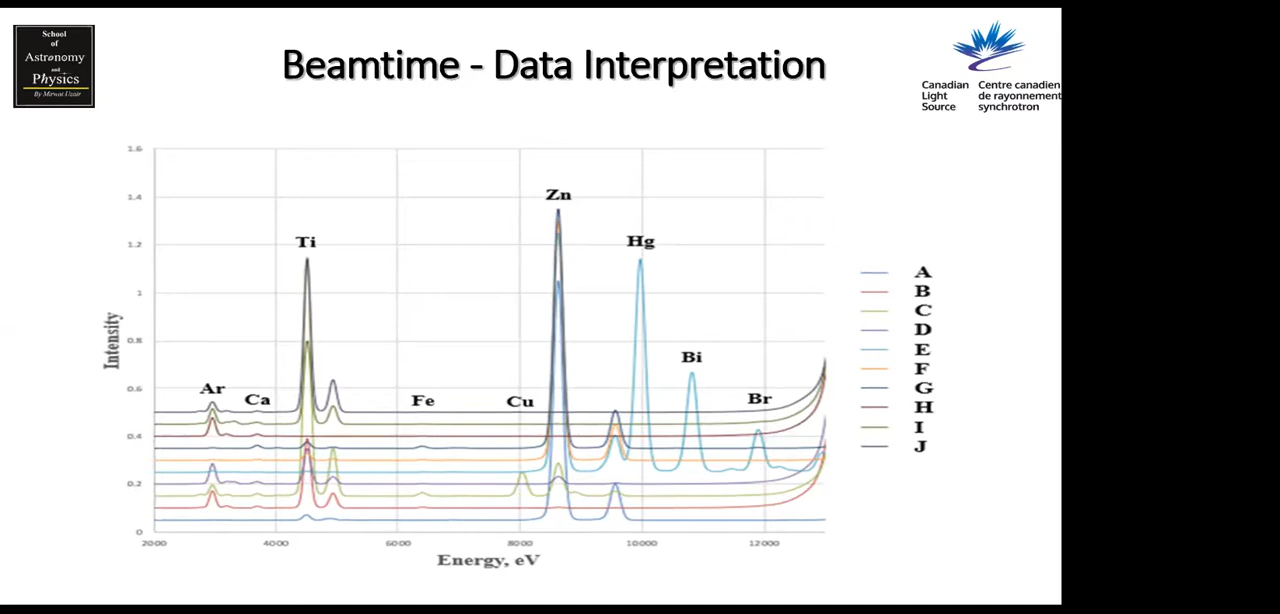 School
of
Astronomy
and
Physics
By Mirwat Uzair
Beamtime - Data Interpretation
Canadian Centre canadien
Light de rayonnement
Source synchrotron
1.6
1.4
1.2
1
0.8
0.6
0.4
0.2
0
Intensity
Ar
Ca
Ti
Fe
Cu
Zn
Hg
Bi
Br
2000 4000 6000 8000 10000 12000
Energy, eV
A
B
C
D
E
F
G
H
I
J